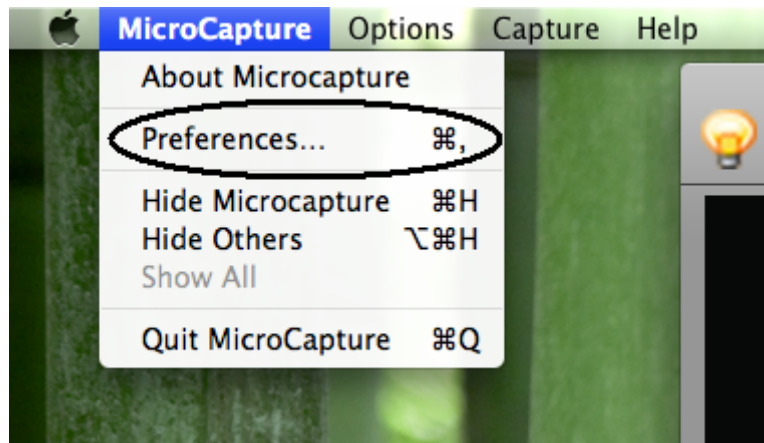 MicroCapture Options Capture Help
About Microcapture
Preferences... ⌘,
Hide Microcapture ⌘H
Hide Others ⌥⌘H
Show All
Quit MicroCapture ⌘Q